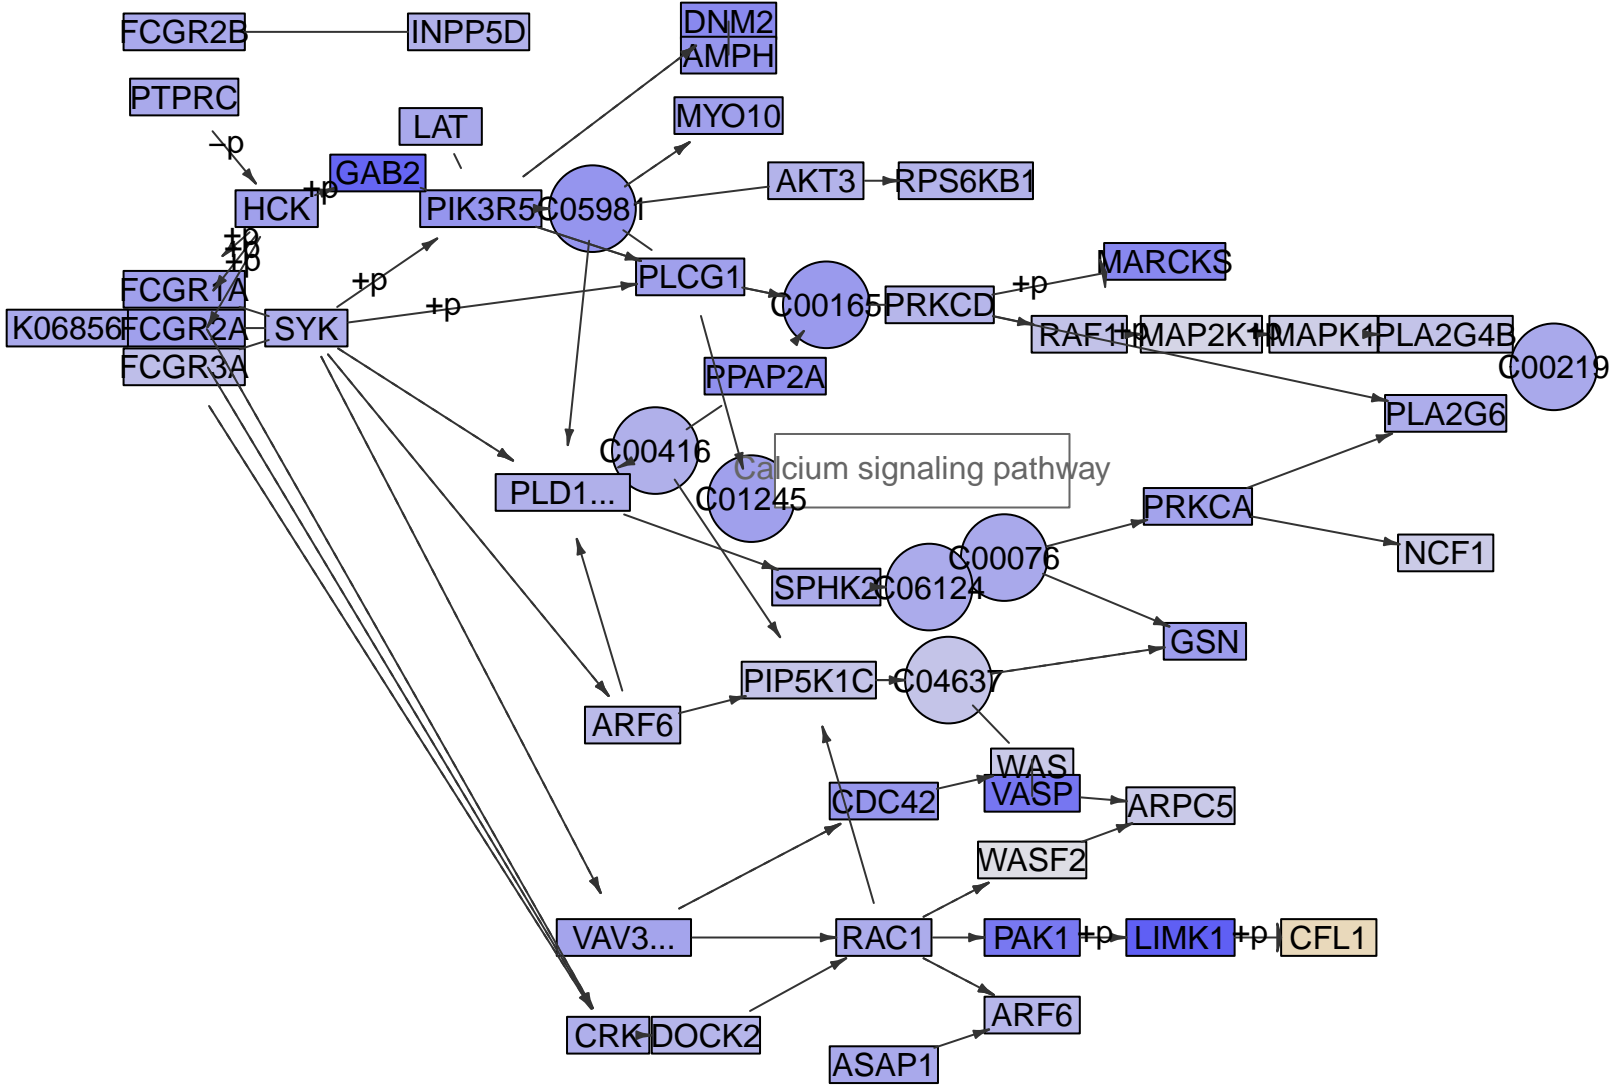 DNM2
FCGR2B
INPP5D
AMPH
PTPRC
MYO10
LAT
–p
GAB2
AKT3
RPS6KB1
+p
HCK
PIK3R5
C05981
+p
+p
+p
MARCKS
PLCG1
+p
+p
+p
FCGR1A
C00165
PRKCD
K06856
FCGR2A
SYK
RAF1
+p
MAP2K1
+p
MAPK1
PLA2G4B
FCGR3A
C00219
PPAP2A
PLA2G6
C00416
Calcium signaling pathway
PLD1...
C01245
PRKCA
NCF1
C00076
SPHK2
C06124
GSN
PIP5K1C
C04637
ARF6
WAS
VASP
CDC42
ARPC5
WASF2
VAV3...
RAC1
PAK1
+p
LIMK1
+p
CFL1
ARF6
CRK
DOCK2
ASAP1